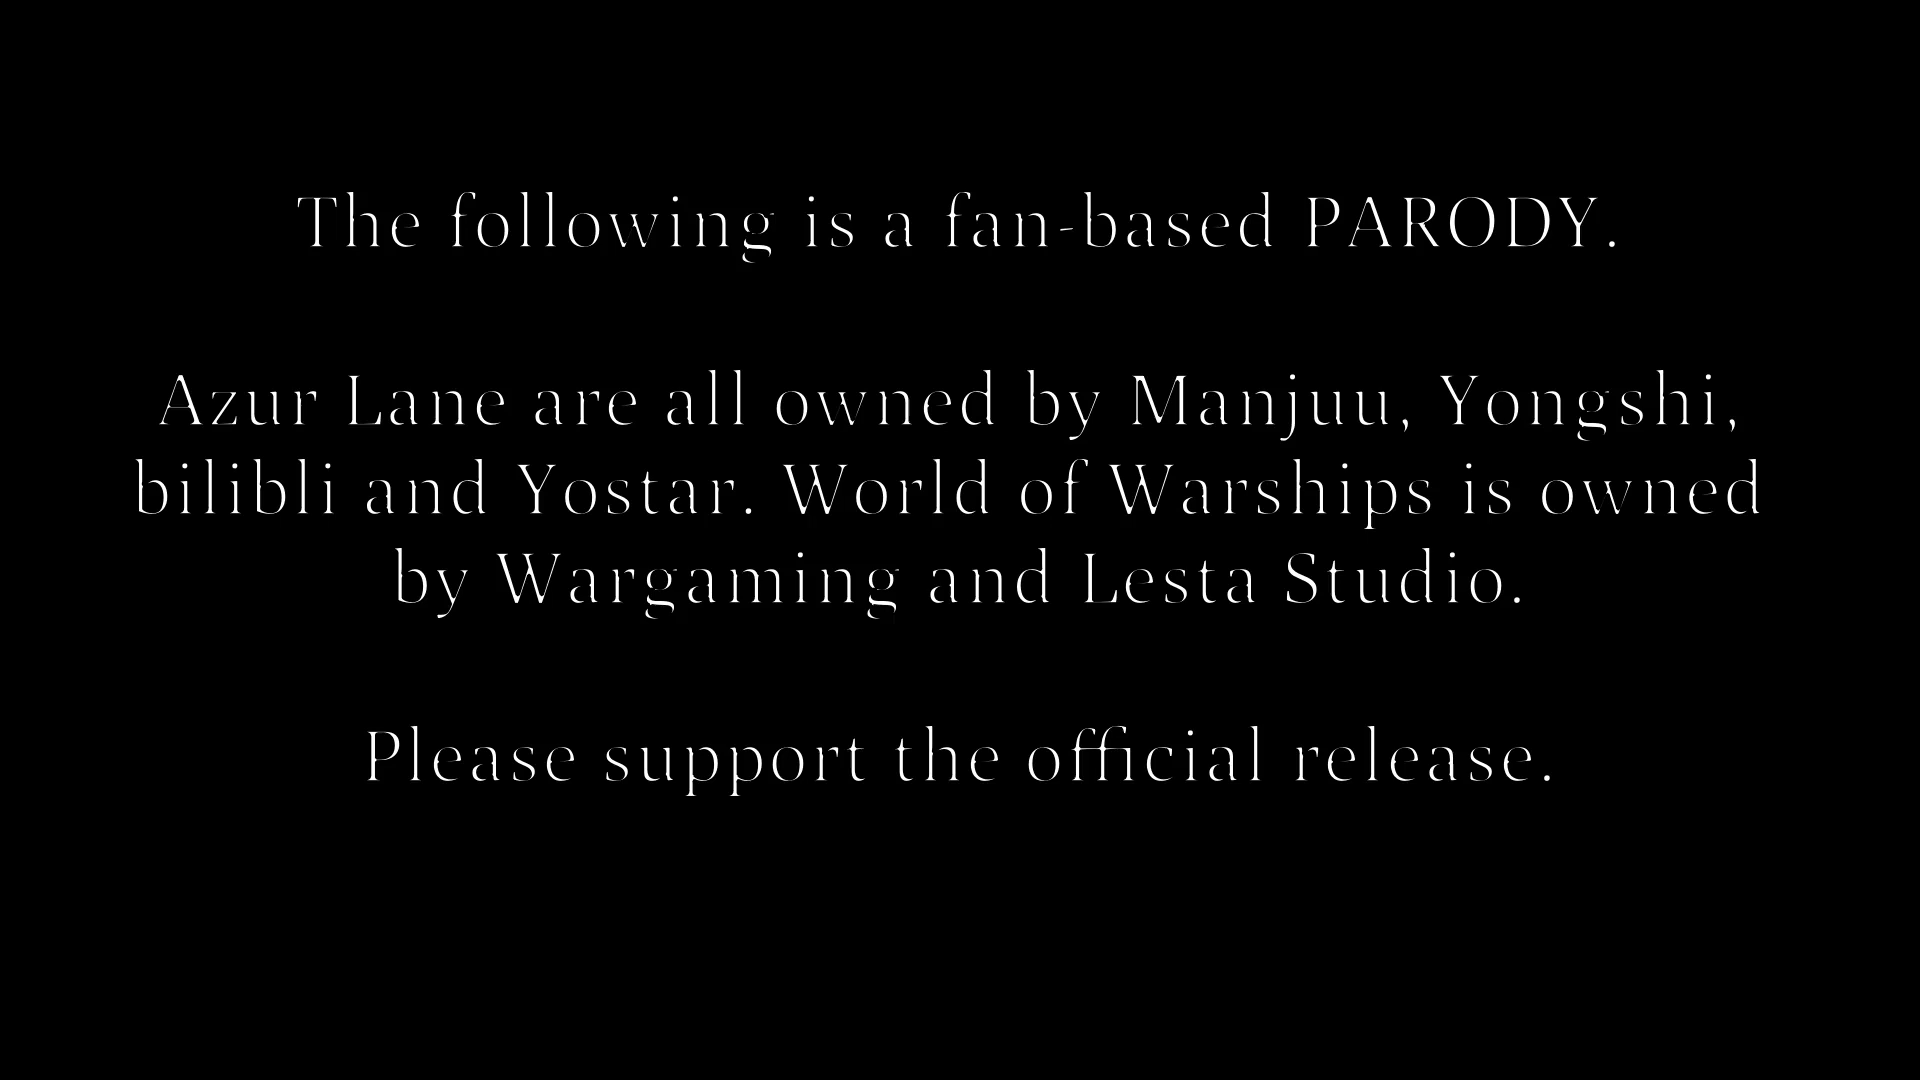 The following is a fan-based PARODY.
Azur Lane are all owned by Manjuu, Yongshi,
bilibli and Yostar. World of Warships is owned
by Wargaming and Lesta Studio.
Please support the official release.